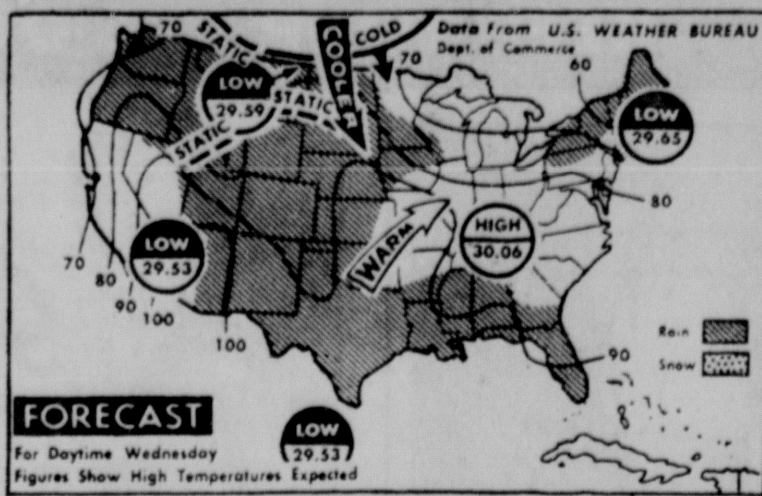 Data From U.S. WEATHER BUREAU
Dept. of Commerce
70
STATIC
COOLER
COLD
70
60
LOW
29.59
STATIC
LOW
29.65
STATIC
80
LOW
29.53
HIGH
30.06
WARM
70
80
90
100
100
90
Rain
Snow
FORECAST
For Daytime Wednesday
Figures Show High Temperatures Expected
LOW
29.53